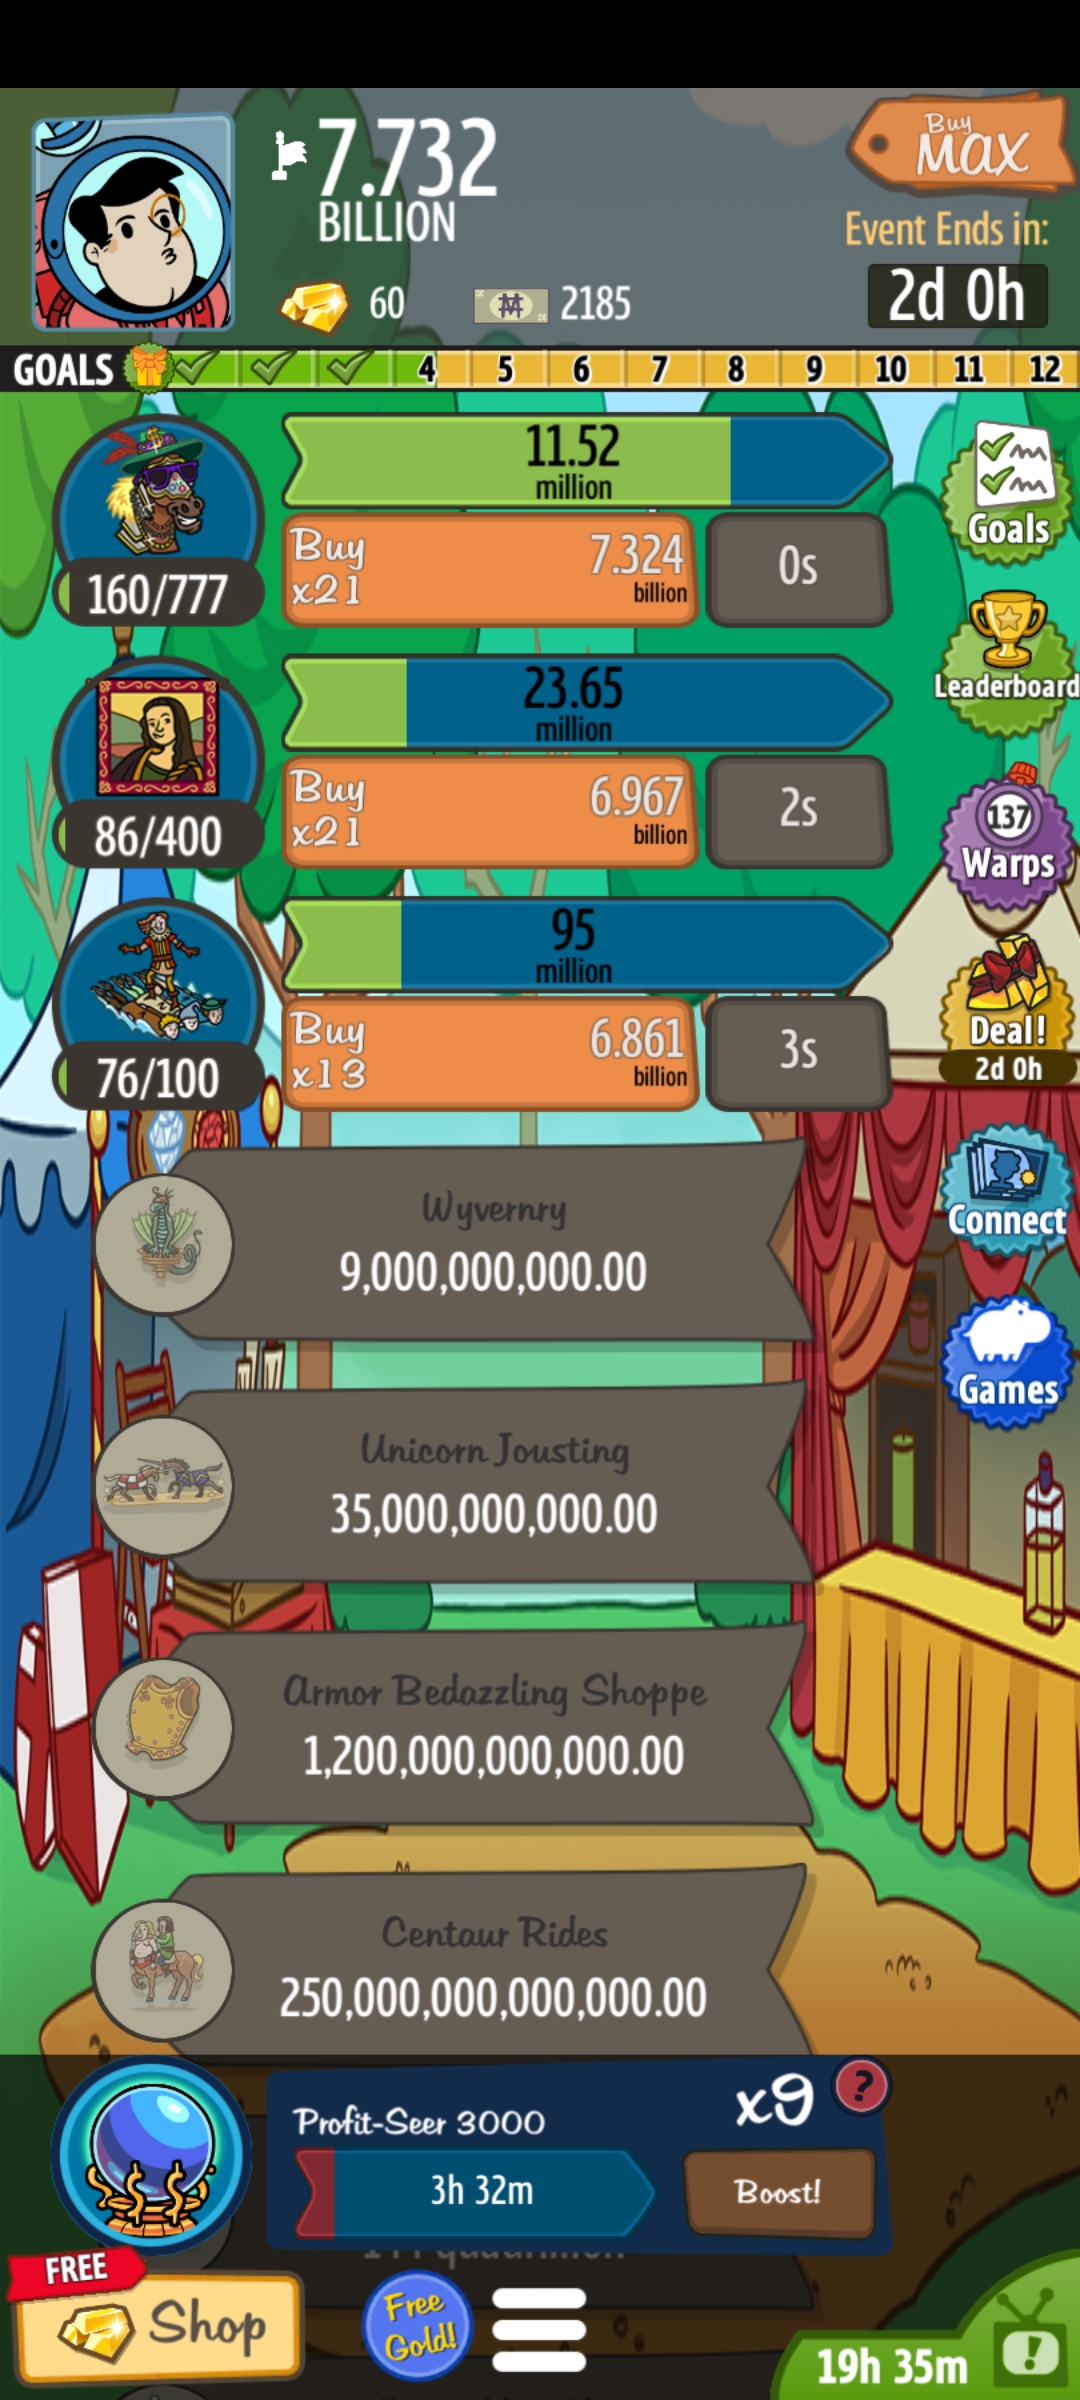 7.732
BILLION
60
2185
Buy
MAX
Event Ends in:
2d 0h
GOALS 4 5 6 7 8 9 10 11 12
11.52
million
Buy
x21
7.324
billion
0s
160/777
Goals
Leaderboard
23.65
million
Buy
x21
6.967
billion
2s
86/400
137
Warps
95
million
Buy
x13
6.861
billion
3s
76/100
Deal!
2d 0h
Wyvernry
9,000,000,000.00
Connect
Games
Unicorn Jousting
35,000,000,000.00
Armor Bedazzling Shoppe
1,200,000,000,000.00
Centaur Rides
250,000,000,000,000.00
Profit-Seer 3000
x9
?
3h 32m
Boost!
FREE
Shop
Free
Gold!
19h 35m
!